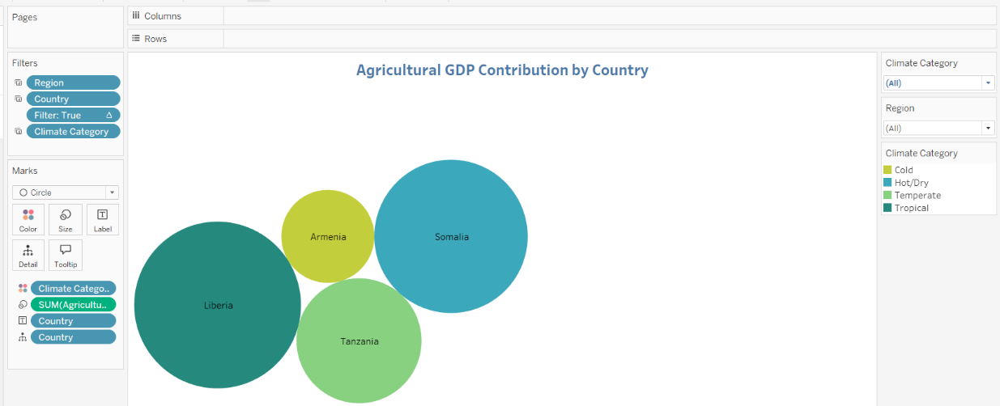 Pages
Columns
Rows
Filters
Region
Country
Filter: True
Climate Category
Marks
Circle
Color
Size
Label
Detail
Tooltip
Climate Catego..
SUM(Agricultu..
Country
Country
Agricultural GDP Contribution by Country
Armenia
Somalia
Liberia
Tanzania
Climate Category
(All)
Region
(All)
Climate Category
Cold
Hot/Dry
Temperate
Tropical